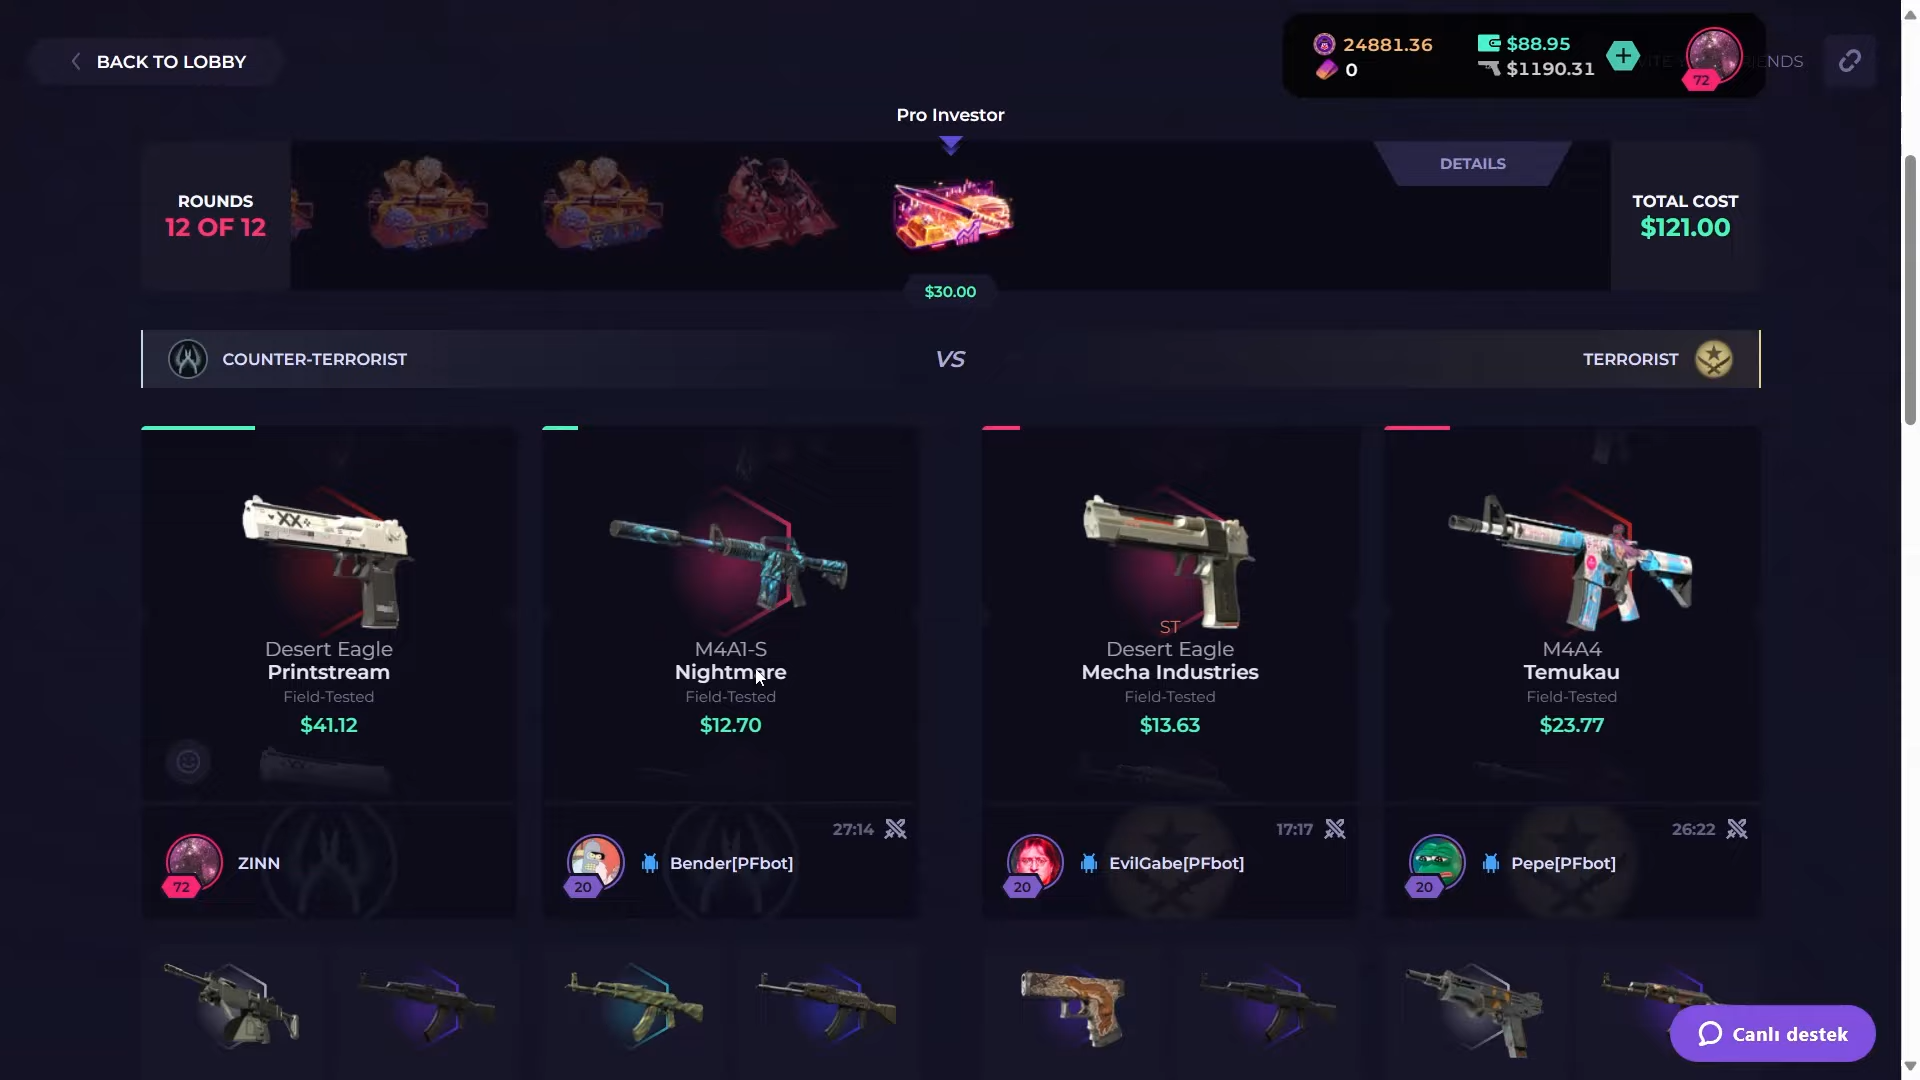 BACK TO LOBBY
24881.36
0
$88.95
$1190.31
72
Pro Investor
ROUNDS
12 OF 12
DETAILS
TOTAL COST
$121.00
$30.00
COUNTER-TERRORIST
VS
TERRORIST
Desert Eagle
Printstream
Field-Tested
$41.12
M4A1-S
Nightmare
Field-Tested
$12.70
ST
Desert Eagle
Mecha Industries
Field-Tested
$13.63
M4A4
Temukau
Field-Tested
$23.77
72
ZINN
27:14
20
Bender[PFbot]
17:17
20
EvilGabe[PFbot]
26:22
20
Pepe[PFbot]
Canlı destek